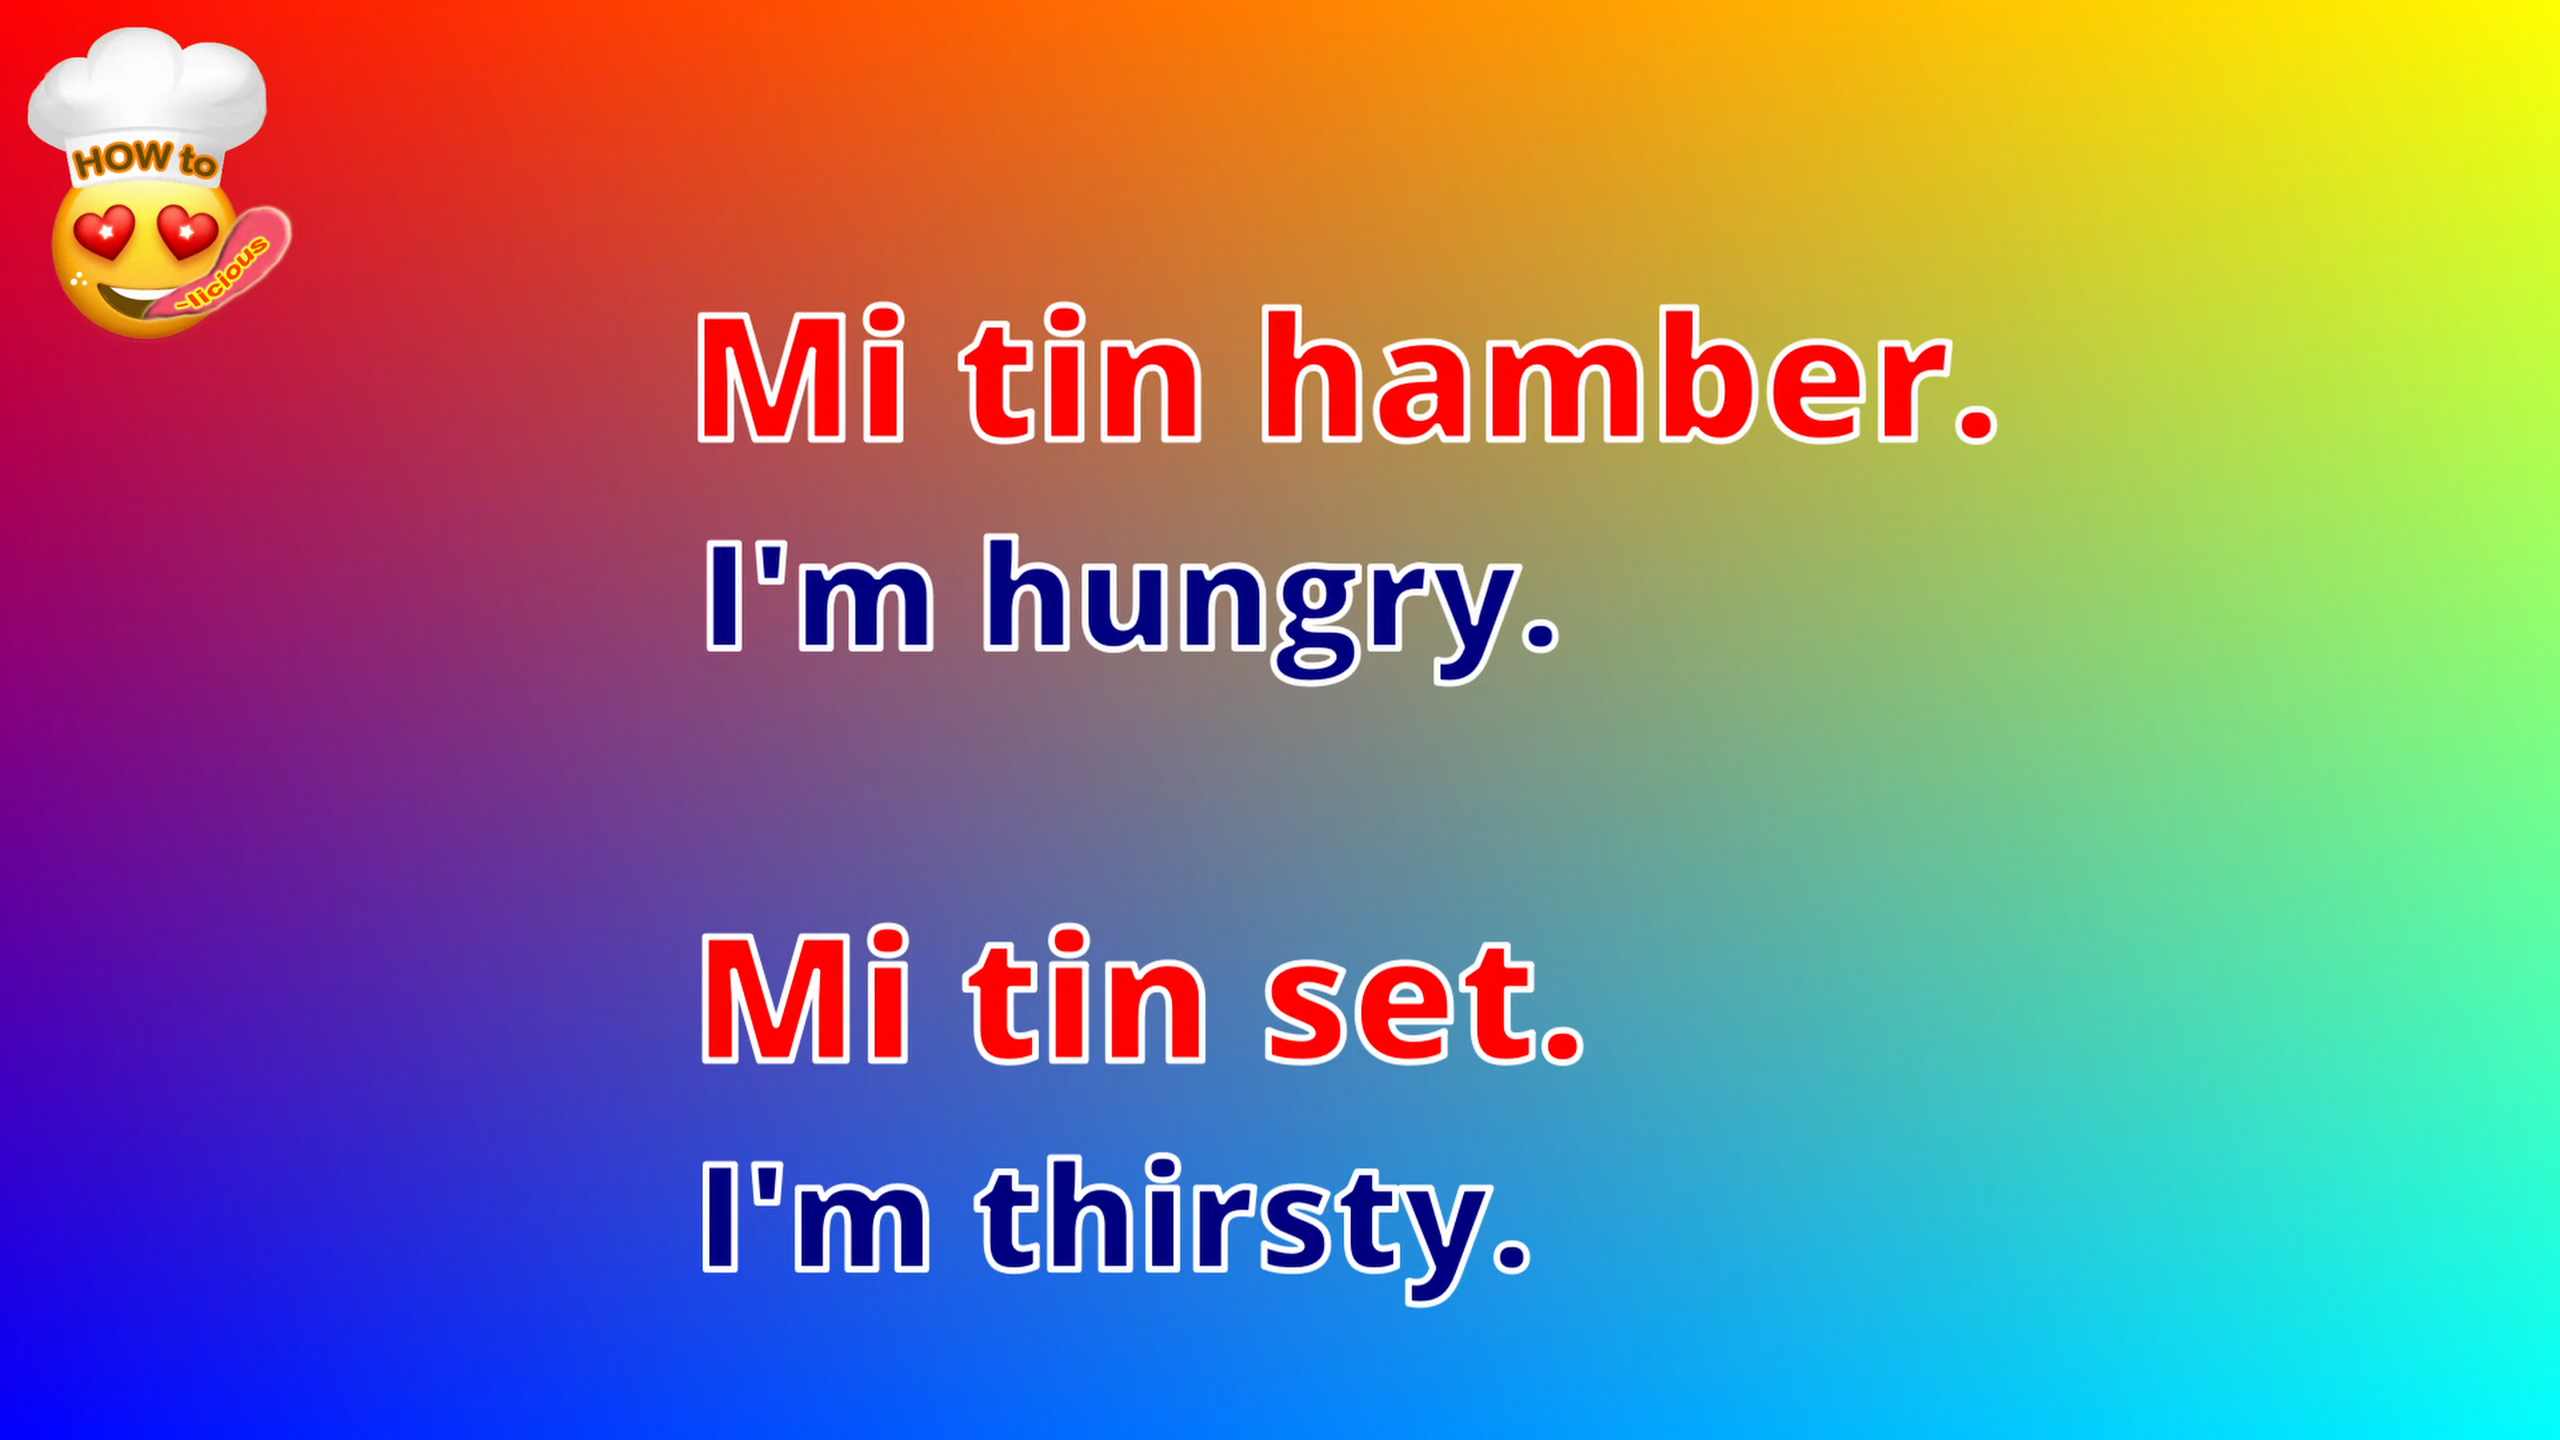 HOW to
~licious
Mi tin hamber.
I'm hungry.
Mi tin set.
I'm thirsty.